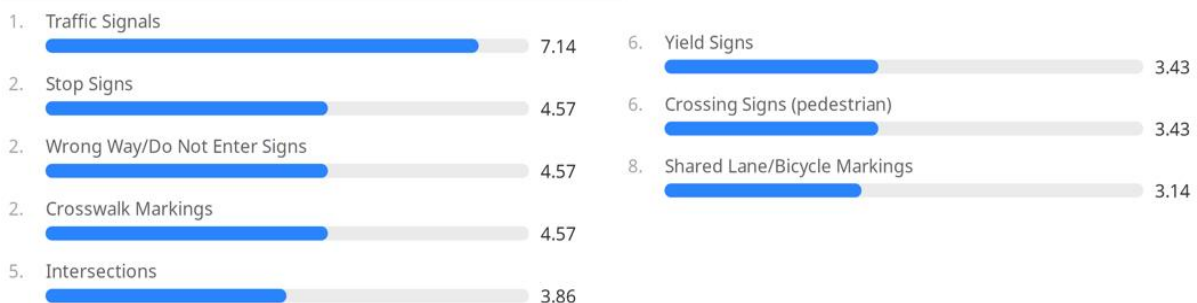 1. Traffic Signals
7.14
2. Stop Signs
4.57
2. Wrong Way/Do Not Enter Signs
4.57
2. Crosswalk Markings
4.57
5. Intersections
3.86
6. Yield Signs
3.43
6. Crossing Signs (pedestrian)
3.43
8. Shared Lane/Bicycle Markings
3.14